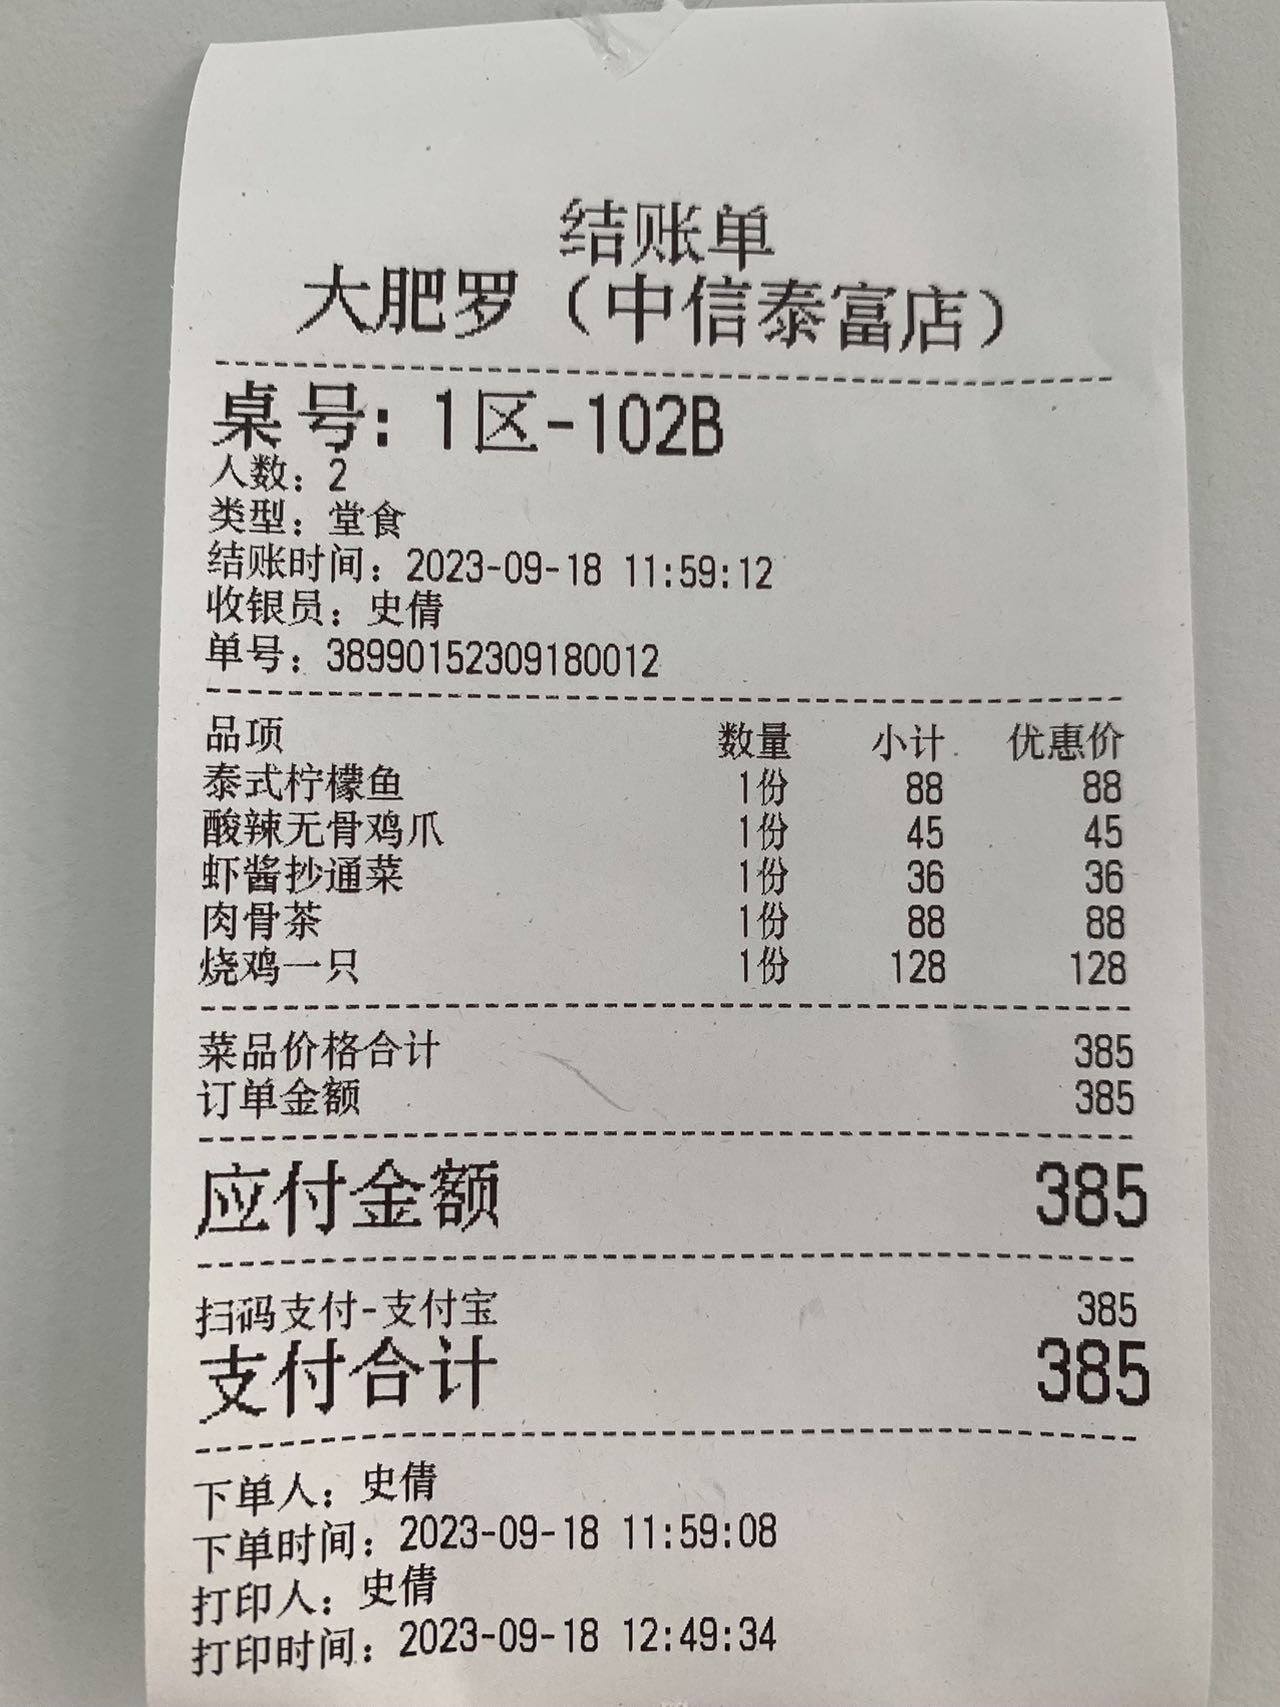 结账单
大肥罗（中信泰富店）
桌号: 1区-102B
人数: 2
类型: 堂食
结账时间: 2023-09-18 11:59:12
收银员: 史倩
单号: 38990152309180012
品项 数量 小计 优惠价
泰式柠檬鱼 1份 88 88
酸辣无骨鸡爪 1份 45 45
虾酱抄通菜 1份 36 36
肉骨茶 1份 88 88
烧鸡一只 1份 128 128
菜品价格合计 385
订单金额 385
应付金额 385
扫码支付-支付宝 385
支付合计 385
下单人: 史倩
下单时间: 2023-09-18 11:59:08
打印人: 史倩
打印时间: 2023-09-18 12:49:34